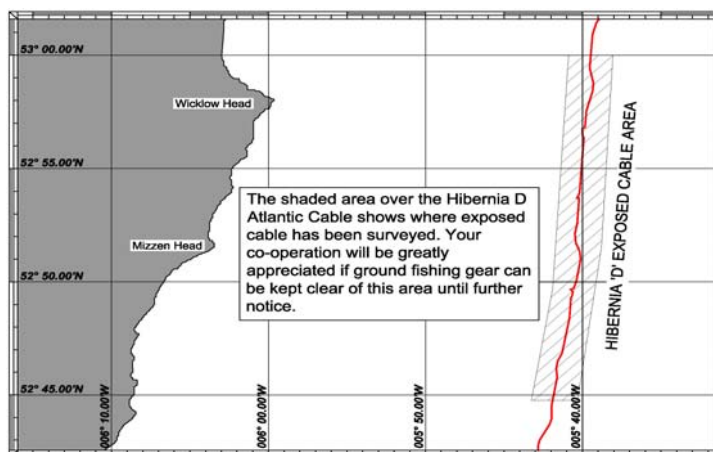 53° 00.00'N
Wicklow Head
52° 55.00'N
The shaded area over the Hibernia D
Atlantic Cable shows where exposed
cable has been surveyed. Your
co-operation will be greatly
appreciated if ground fishing gear can
be kept clear of this area until further
notice.
Mizzen Head
52° 50.00'N
HIBERNIA 'D' EXPOSED CABLE AREA
52° 45.00'N
006° 10.00'W
006° 00.00'W
005° 50.00'W
005° 40.00'W